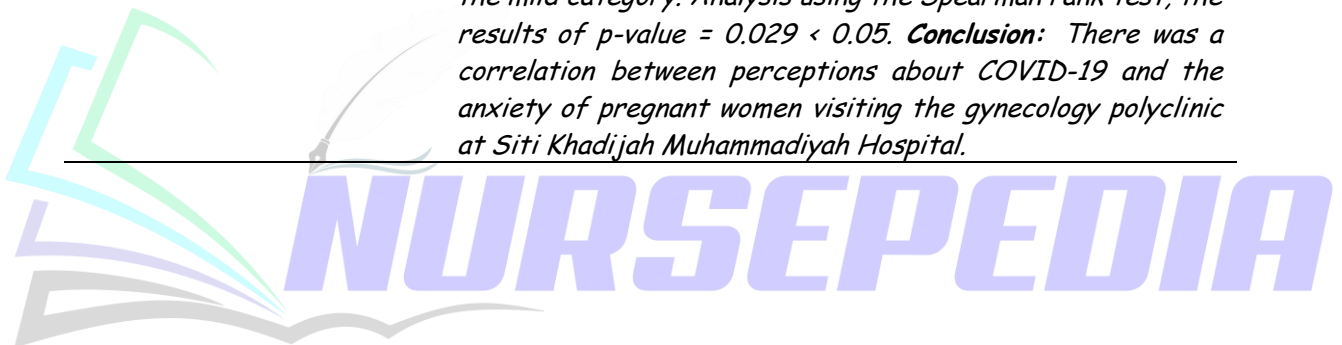 the mild category. Analysis using the Spearman rank test, the
results of p-value = 0.029 < 0.05. Conclusion: There was a
correlation between perceptions about COVID-19 and the
anxiety of pregnant women visiting the gynecology polyclinic
at Siti Khadijah Muhammadiyah Hospital.
NURSEPEDIA